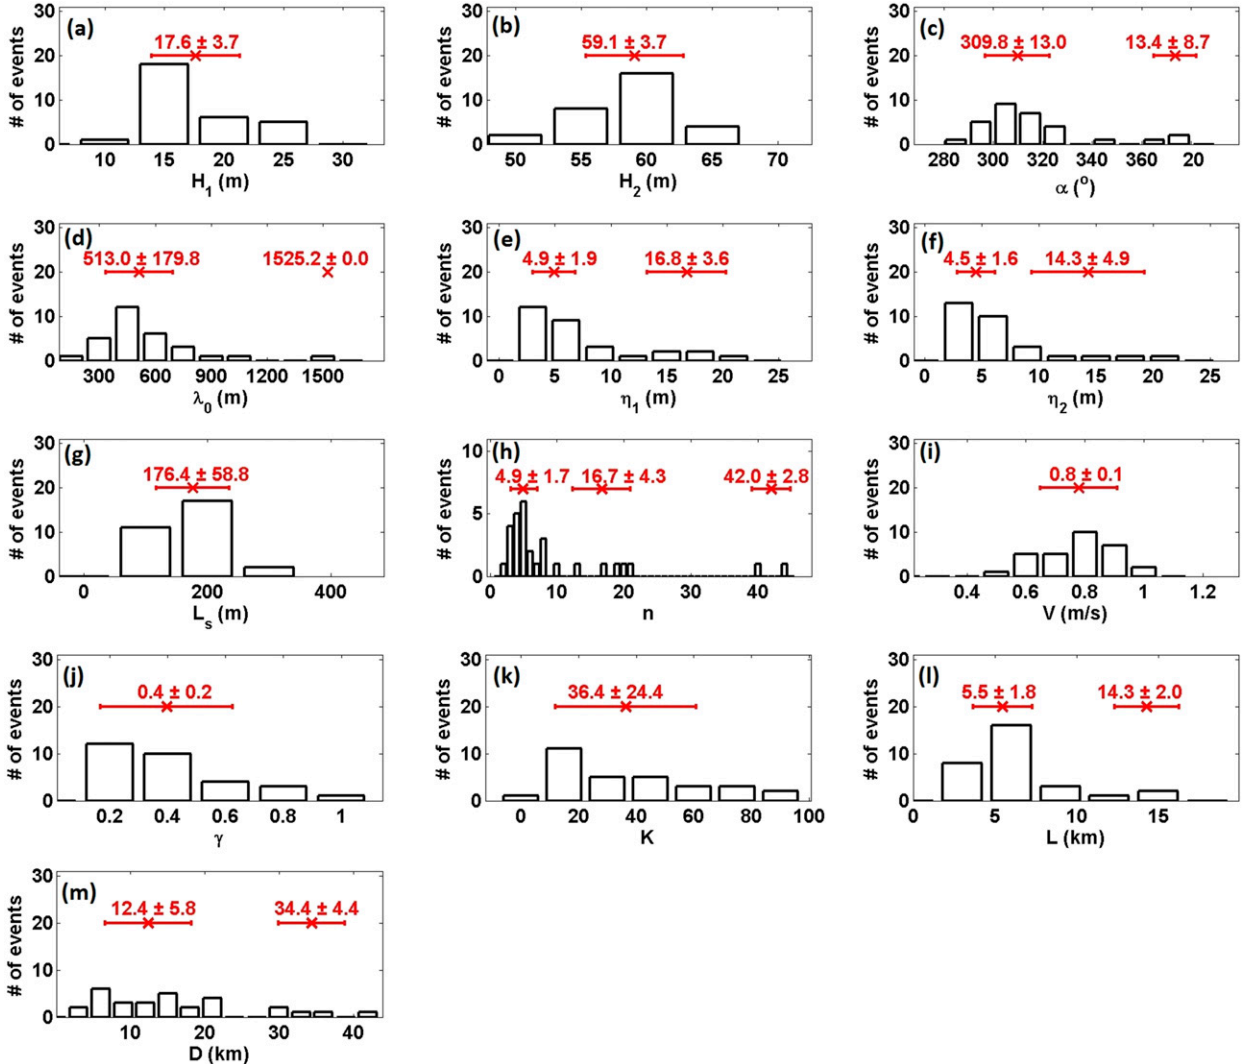 (a)
17.6 ± 3.7
# of events
30
20
10
0
10 15 20 25 30
H1 (m)
(b)
59.1 ± 3.7
# of events
30
20
10
0
50 55 60 65 70
H2 (m)
(c)
309.8 ± 13.0 13.4 ± 8.7
# of events
30
20
10
0
280 300 320 340 360 20
α (o)
(d)
513.0 ± 179.8 1525.2 ± 0.0
# of events
30
20
10
0
300 600 900 1200 1500
λ0 (m)
(e)
4.9 ± 1.9 16.8 ± 3.6
# of events
30
20
10
0
0 5 10 15 20 25
η1 (m)
(f)
4.5 ± 1.6 14.3 ± 4.9
# of events
30
20
10
0
0 5 10 15 20 25
η2 (m)
(g)
176.4 ± 58.8
# of events
30
20
10
0
0 200 400
Ls (m)
(h)
4.9 ± 1.7 16.7 ± 4.3 42.0 ± 2.8
# of events
10
5
0
0 10 20 30 40
n
(i)
0.8 ± 0.1
# of events
30
20
10
0
0.4 0.6 0.8 1 1.2
V (m/s)
(j)
0.4 ± 0.2
# of events
30
20
10
0
0.2 0.4 0.6 0.8 1
γ
(k)
36.4 ± 24.4
# of events
30
20
10
0
0 20 40 60 80 100
K
(l)
5.5 ± 1.8 14.3 ± 2.0
# of events
30
20
10
0
0 5 10 15
L (km)
(m)
12.4 ± 5.8 34.4 ± 4.4
# of events
30
20
10
0
10 20 30 40
D (km)